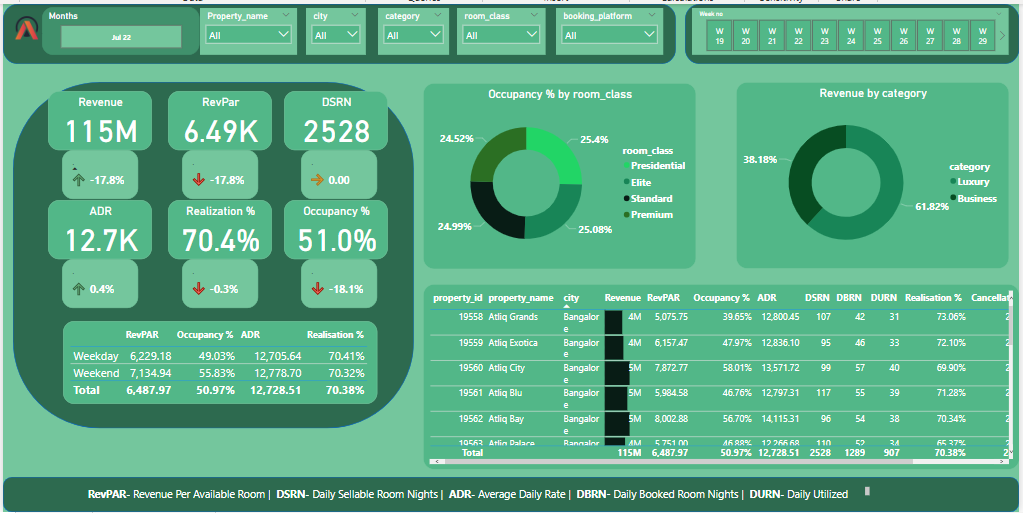 Months
Jul 22
Property_name
All
city
All
category
All
room_class
All
booking_platform
All
Week no
W 19
W 20
W 21
W 22
W 23
W 24
W 25
W 26
W 27
W 28
W 29
Revenue
115M
-17.8%
RevPar
6.49K
-17.8%
DSRN
2528
0.00
ADR
12.7K
0.4%
Realization %
70.4%
-0.3%
Occupancy %
51.0%
-18.1%
RevPAR Occupancy % ADR Realisation %
Weekday 6,229.18 49.03% 12,705.64 70.41%
Weekend 7,134.94 55.83% 12,778.70 70.32%
Total 6,487.97 50.97% 12,728.51 70.38%
Occupancy % by room_class
24.52%
25.4%
24.99%
25.08%
room_class
Presidential
Elite
Standard
Premium
Revenue by category
38.18%
61.82%
category
Luxury
Business
property_id property_name city Revenue RevPAR Occupancy % ADR DSRN DBRN DURN Realisation %
19558 Atliq Grands Bangalore 4M 5,075.75 39.65% 12,800.45 107 42 31 73.06%
19559 Atliq Exotica Bangalore 4M 6,157.47 47.97% 12,836.10 95 46 33 72.10%
19560 Atliq City Bangalore 5M 7,872.77 58.01% 13,571.72 99 57 40 69.90%
19561 Atliq Blu Bangalore 5M 5,984.58 46.76% 12,797.31 117 55 39 71.28%
19562 Atliq Bay Bangalore 5M 8,002.88 56.70% 14,115.31 96 54 38 70.34%
19563 Atliq Palace Bangalor 4M 5,751.00 46.88% 12,266.68 110 52 34 65.37%
Total 115M 6,487.97 50.97% 12,728.51 2528 1289 907 70.38%
RevPAR- Revenue Per Available Room | DSRN- Daily Sellable Room Nights | ADR- Average Daily Rate | DBRN- Daily Booked Room Nights | DURN- Daily Utilized